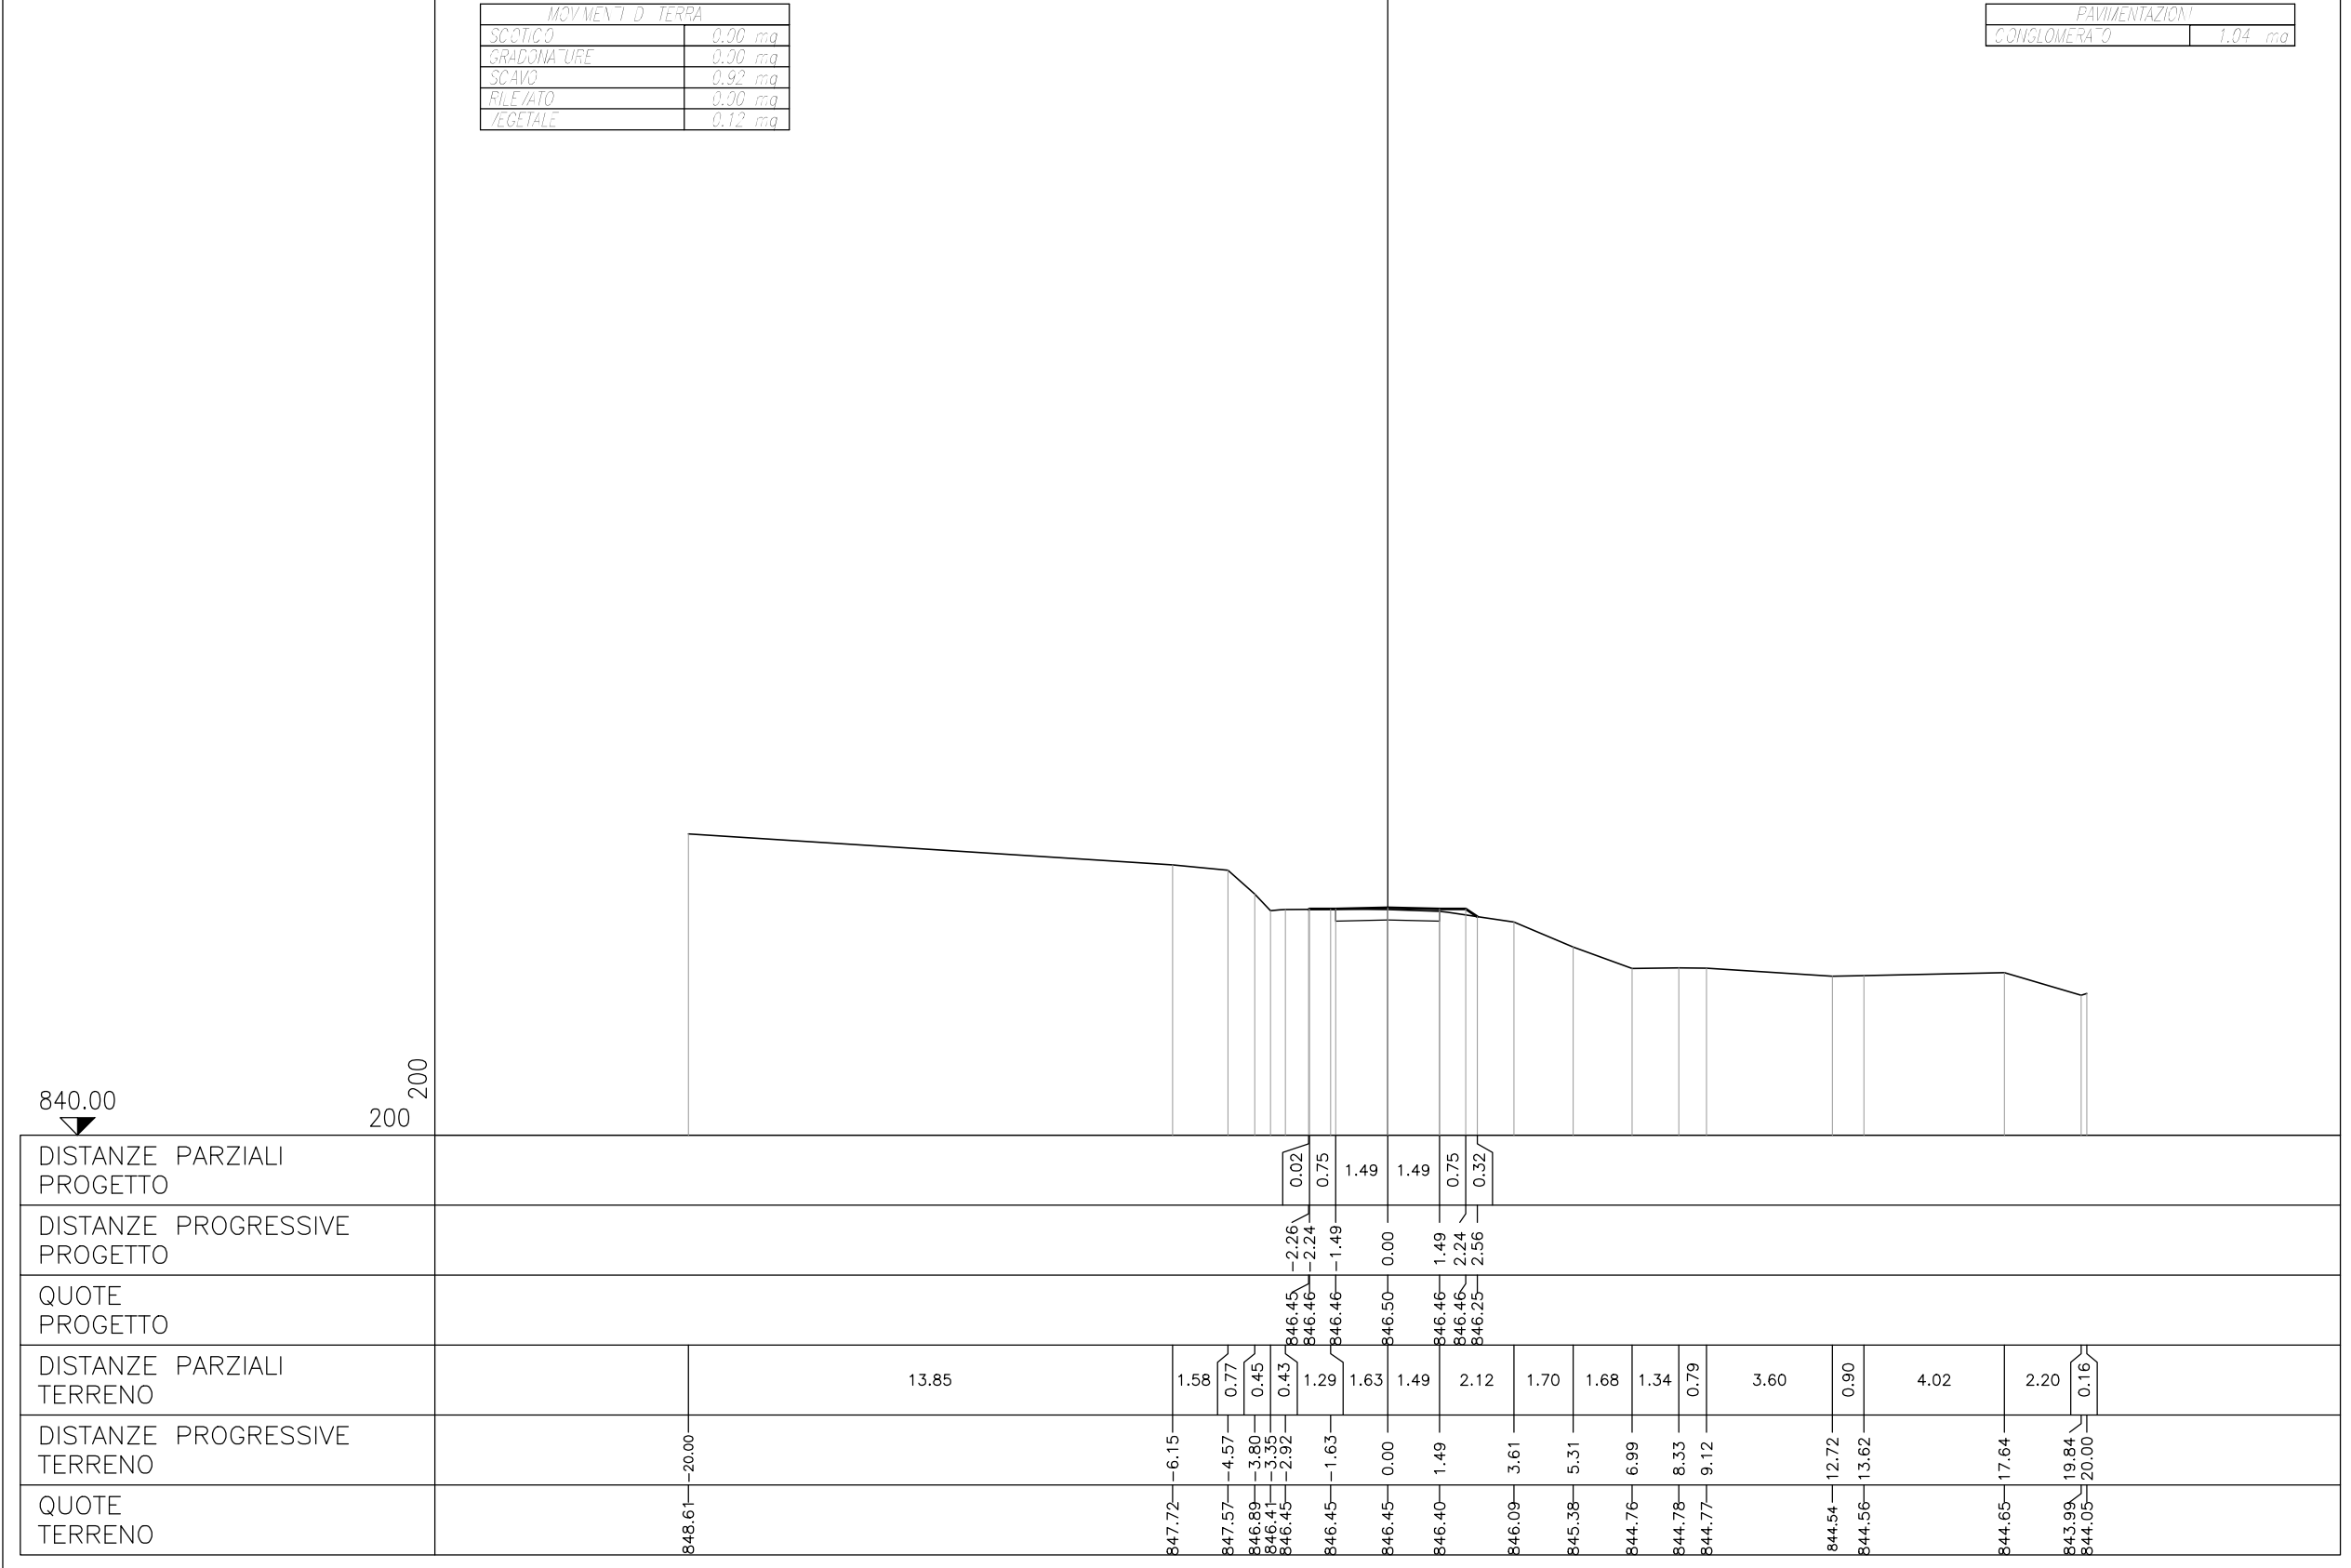 MOVIMENTI DI TERRA
SCOTICO 0.00 mq
GRADONATURE 0.00 mq
SCAVO 0.92 mq
RILEVATO 0.00 mq
VEGETALE 0.12 mq
PAVIMENTAZIONI
CONGLOMERATO 1.04 mq
840.00
200
200
DISTANZE PARZIALI
PROGETTO
0.02 0.75 1.49 1.49 0.75 0.32
DISTANZE PROGRESSIVE
PROGETTO
-2.26 -2.24 -1.49 0.00 1.49 2.24 2.56
QUOTE
PROGETTO
846.45 846.46 846.46 846.50 846.46 846.46 846.25
DISTANZE PARZIALI
TERRENO
13.85 1.58 0.77 0.45 0.43 1.29 1.63 1.49 2.12 1.70 1.68 1.34 0.79 3.60 0.90 4.02 2.20 0.16
DISTANZE PROGRESSIVE
TERRENO
-20.00 -6.15 -4.57 -3.80 -3.35 -2.92 -1.63 0.00 1.49 3.61 5.31 6.99 8.33 9.12 12.72 13.62 17.64 19.84 20.00
QUOTE
TERRENO
848.61 847.72 847.57 846.89 846.41 846.45 846.45 846.45 846.40 846.09 845.38 844.76 844.78 844.77 844.54 844.56 844.65 843.99 844.05